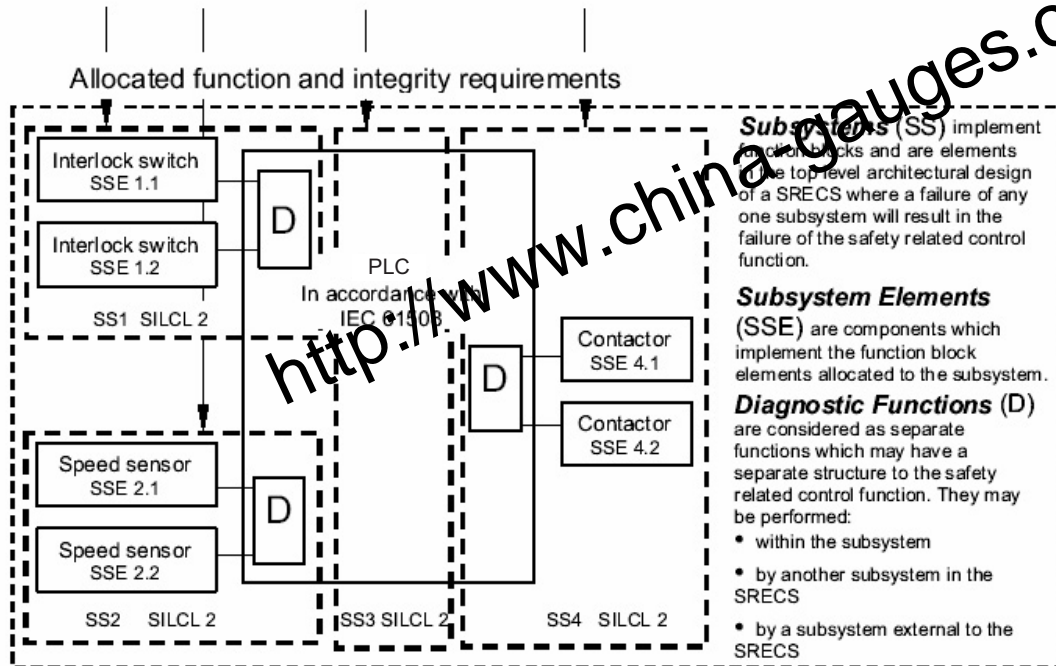 Allocated function and integrity requirements
Interlock switch
SSE 1.1
D
Interlock switch
SSE 1.2
SS1 SILCL 2
PLC
In accordance with
IEC 61508
Contactor
SSE 4.1
D
Contactor
SSE 4.2
Speed sensor
SSE 2.1
D
Speed sensor
SSE 2.2
SS2 SILCL 2
SS3 SILCL 2
SS4 SILCL 2
Subsystems (SS) implement
function blocks and are elements
in the top level architectural design
of a SRECS where a failure of any
one subsystem will result in the
failure of the safety related control
function.
Subsystem Elements
(SSE) are components which
implement the function block
elements allocated to the subsystem.
Diagnostic Functions (D)
are considered as separate
functions which may have a
separate structure to the safety
related control function. They may
be performed:
• within the subsystem
• by another subsystem in the
SRECS
• by a subsystem external to the
SRECS
http://www.china-gauges.c